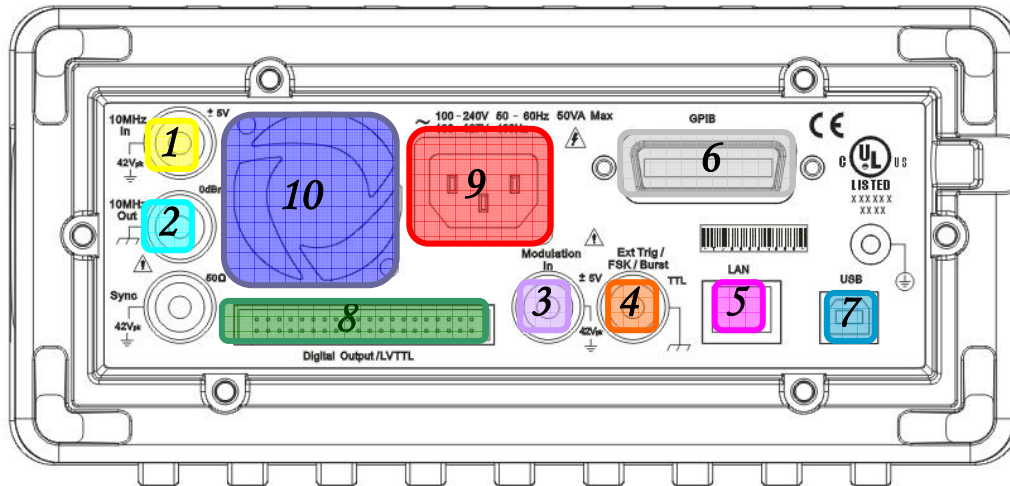 10MHz
In
± 5V
1
42Vpk
0dBm
10MHz
Out
2
50Ω
Sync
42Vpk
10
~ 100-240V 50 - 60Hz 50VA Max
9
GPIB
6
CE
C UL US
LISTED
XXXXXX
XXXX
Modulation
In
± 5V
3
42Vpk
Ext Trig /
FSK / Burst
TTL
4
LAN
5
USB
7
8
Digital Output /LVTTL